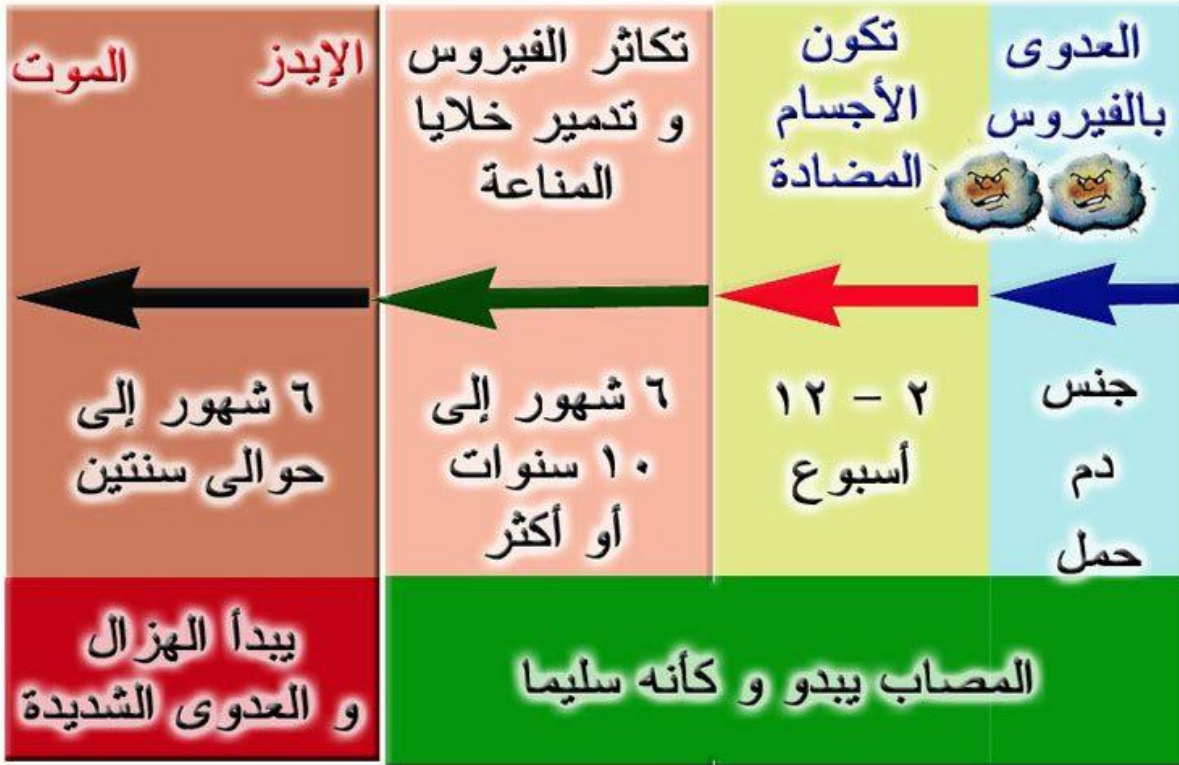 العدوى
بالفيروس
جنس
دم
حمل
تكون
الأجسام
المضادة
٢ - ١٢
أسبوع
تكاثر الفيروس
و تدمير خلايا
المناعة
٦ شهور إلى
١٠ سنوات
أو أكثر
الإيدز
الموت
٦ شهور إلى
حوالى سنتين
المصاب يبدو و كأنه سليما
يبدأ الهزال
و العدوى الشديدة